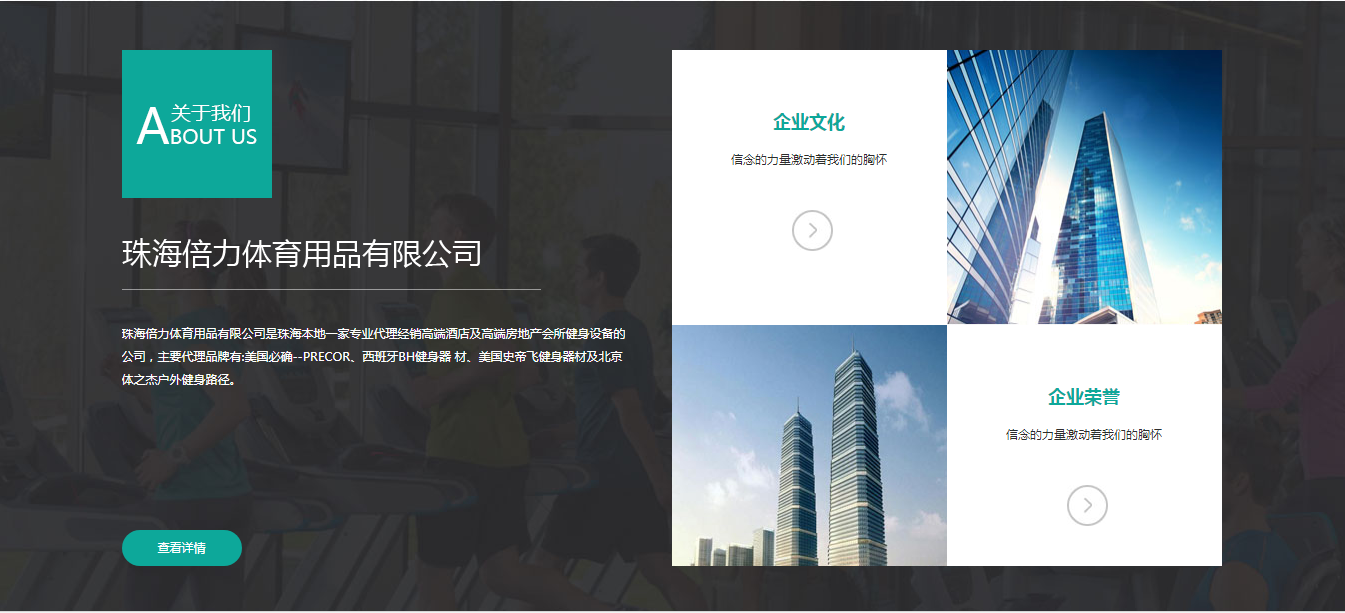 关于我们
ABOUT US
珠海倍力体育用品有限公司
珠海倍力体育用品有限公司是珠海本地一家专业代理经销高端酒店及高端房地产会所健身设备的
公司，主要代理品牌有:美国必确--PRECOR、西班牙BH健身器 材、美国史帝飞健身器材及北京
体之杰户外健身路径。
查看详情
企业文化
信念的力量激动着我们的胸怀
企业荣誉
信念的力量激动着我们的胸怀